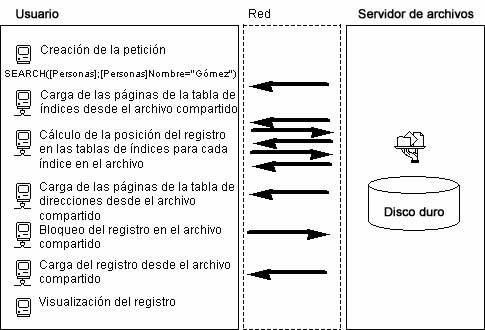 Usuario
Red
Servidor de archivos
Creación de la petición
SEARCH([Personas];[Personas]Nombre="Gómez")
Carga de las páginas de la tabla de
índices desde el archivo compartido
Cálculo de la posición del registro
en las tablas de índices para cada
índice en el archivo
Carga de las páginas de la tabla de
direcciones desde el archivo
compartido
Bloqueo del registro en el archivo
compartido
Carga del registro desde el archivo
compartido
Visualización del registro
Disco duro